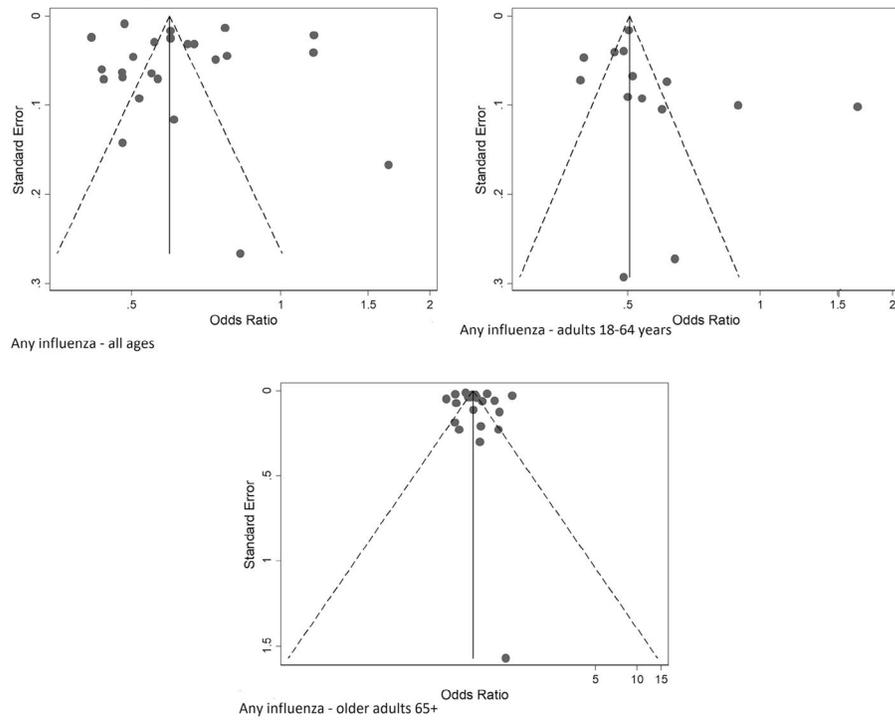 0
.1
.2
.3
Standard Error
.5
1
1.5
2
Odds Ratio
Any influenza - all ages
0
.1
.2
.3
Standard Error
.5
1
1.5
2
Odds Ratio
Any influenza - adults 18-64 years
0
.5
1
1.5
Standard Error
5
10
15
Odds Ratio
Any influenza - older adults 65+